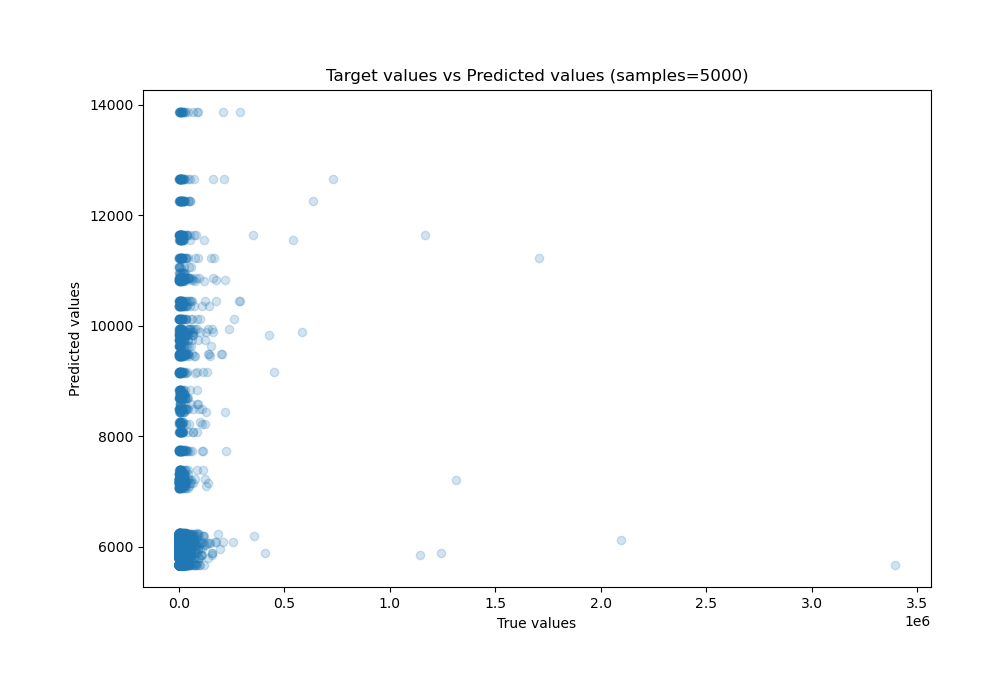 Target values vs Predicted values (samples=5000)
14000
12000
10000
8000
6000
Predicted values
0.0 0.5 1.0 1.5 2.0 2.5 3.0 3.5
1e6
True values